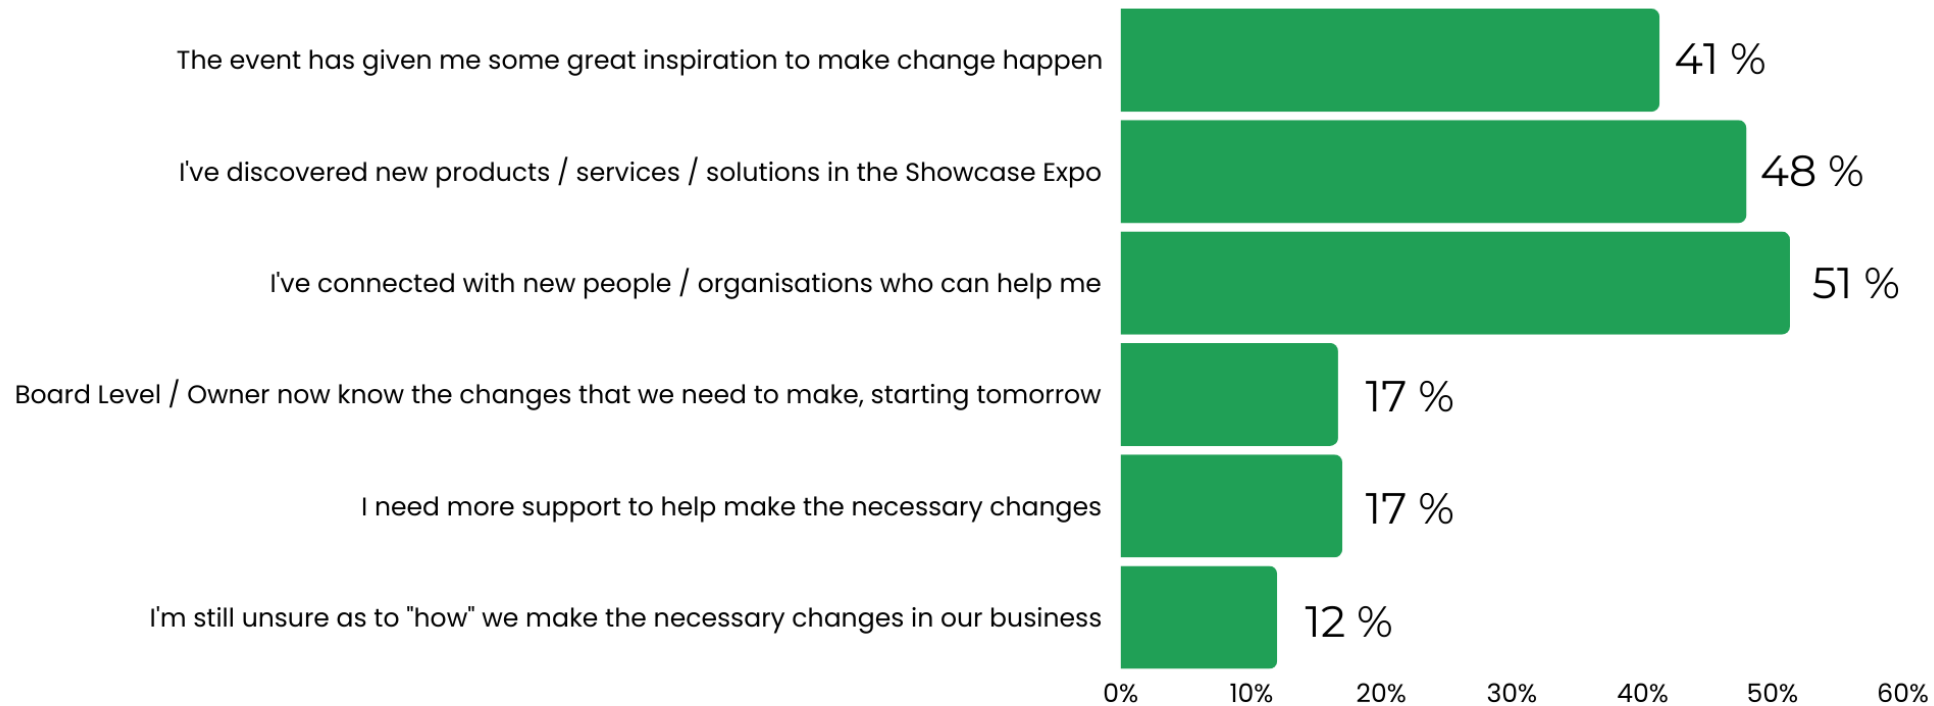 The event has given me some great inspiration to make change happen
41 %
I've discovered new products / services / solutions in the Showcase Expo
48 %
I've connected with new people / organisations who can help me
51 %
Board Level / Owner now know the changes that we need to make, starting tomorrow
17 %
I need more support to help make the necessary changes
17 %
I'm still unsure as to "how" we make the necessary changes in our business
12 %
0% 10% 20% 30% 40% 50% 60%